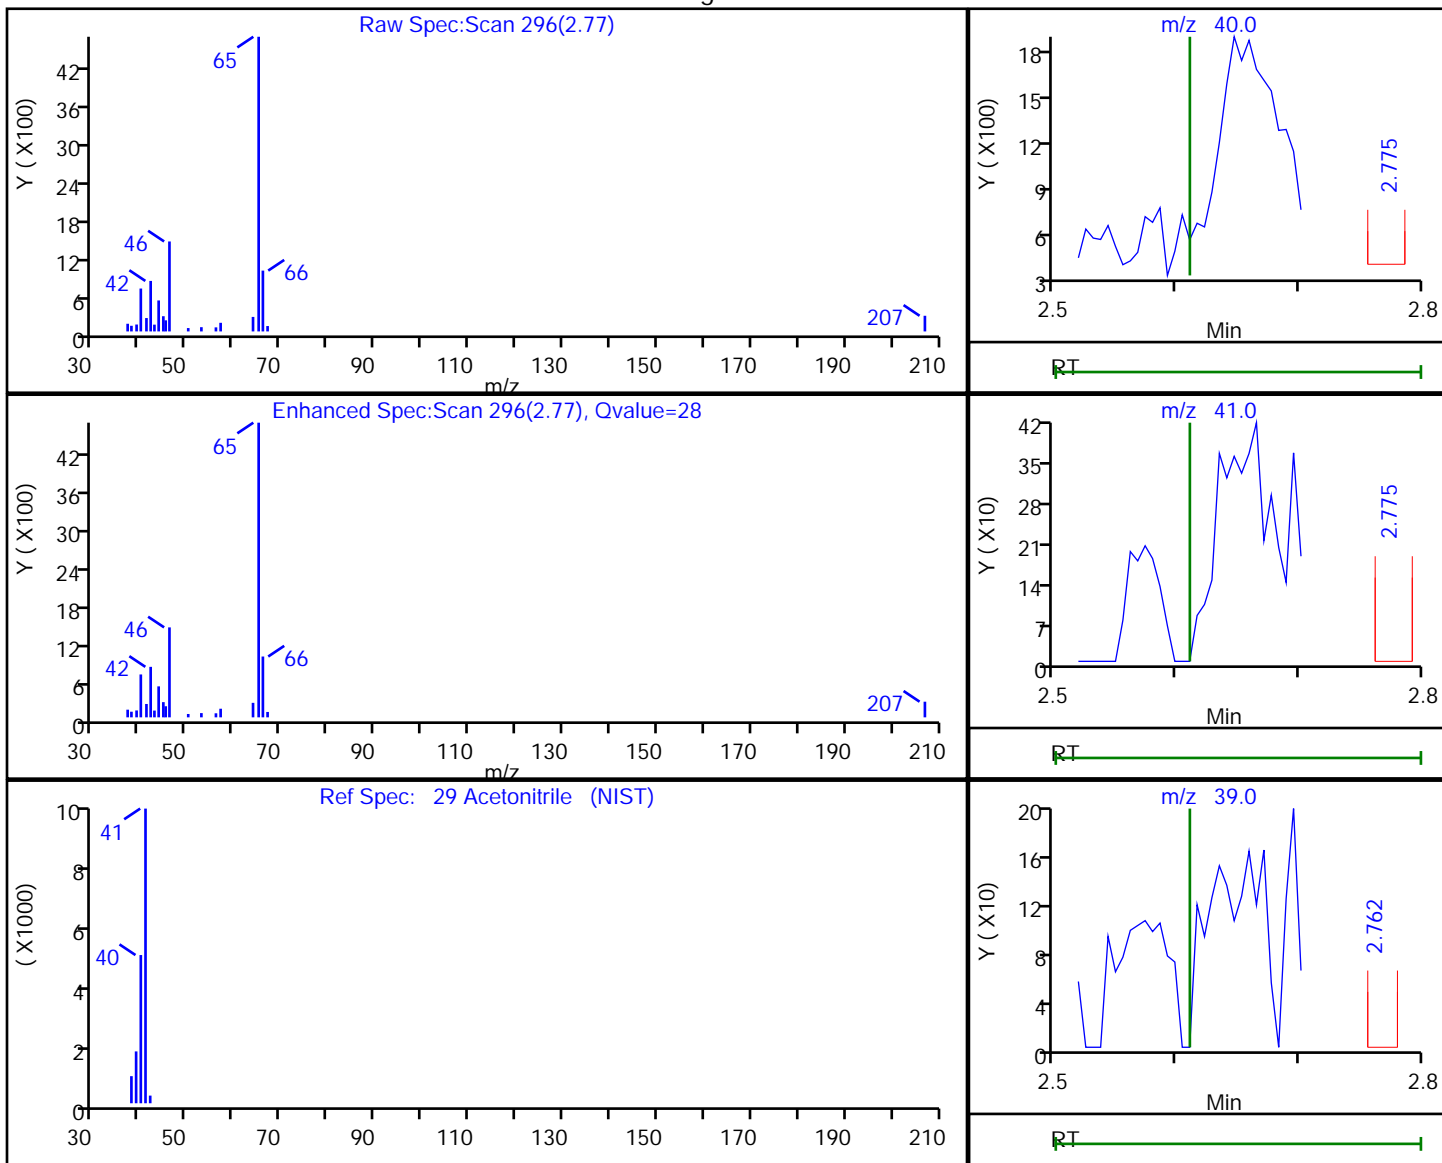 Raw Spec:Scan 296(2.77)
Y ( X100)
42
36
30
24
18
12
6
0
65
46
42
66
207
30 50 70 90 110 130 150 170 190 210
m/z
m/z 40.0
Y ( X100)
18
15
12
9
6
3
2.775
2.5 2.8
Min
RT
Enhanced Spec:Scan 296(2.77), Qvalue=28
Y ( X100)
42
36
30
24
18
12
6
0
65
46
42
66
207
30 50 70 90 110 130 150 170 190 210
m/z
m/z 41.0
Y ( X10)
42
35
28
21
14
7
0
2.775
2.5 2.8
Min
RT
Ref Spec: 29 Acetonitrile (NIST)
( X1000)
10
8
6
4
2
0
41
40
30 50 70 90 110 130 150 170 190 210
m/z 39.0
Y ( X10)
20
16
12
8
4
0
2.762
2.5 2.8
Min
RT